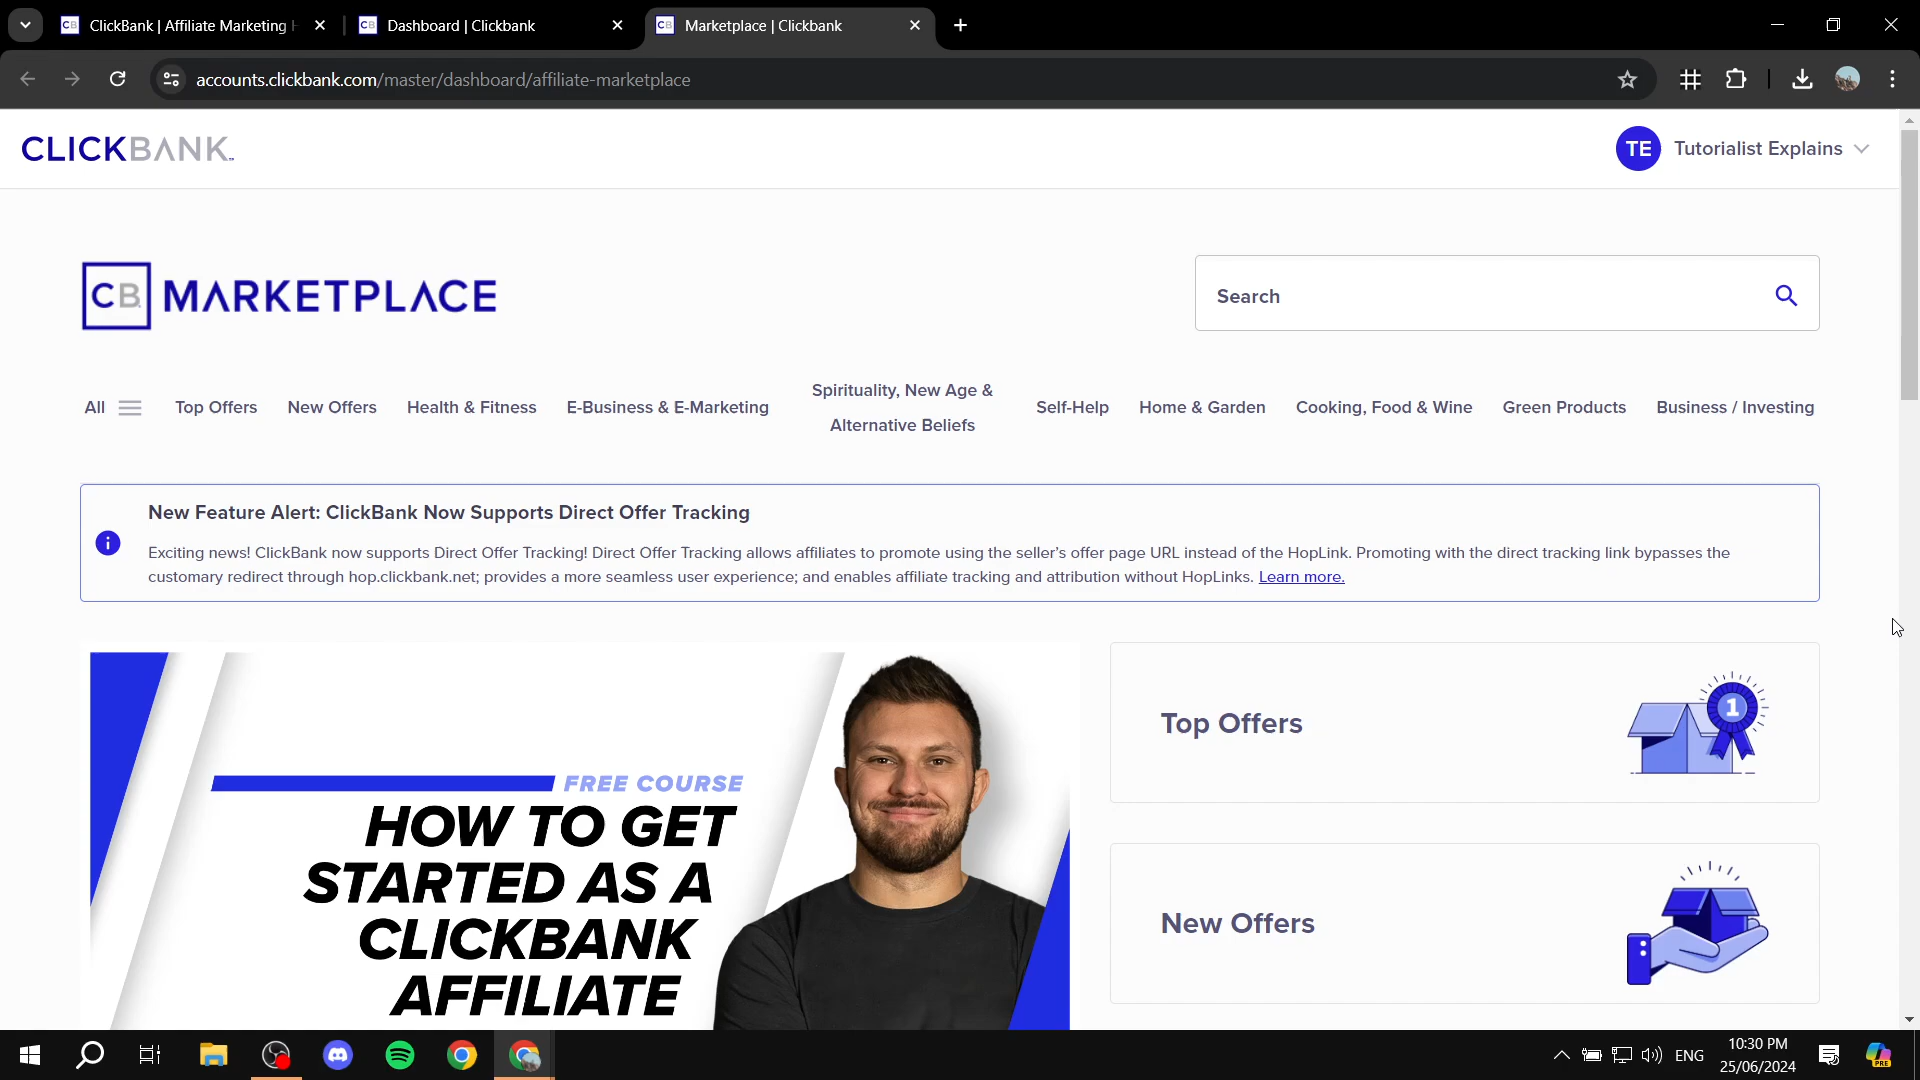 ClickBank | Affiliate Marketing
Dashboard | Clickbank
Marketplace | Clickbank
accounts.clickbank.com/master/dashboard/affiliate-marketplace
CLICKBANK
TE
Tutorialist Explains
CB MARKETPLACE
Search
All
Top Offers
New Offers
Health & Fitness
E-Business & E-Marketing
Spirituality, New Age &
Alternative Beliefs
Self-Help
Home & Garden
Cooking, Food & Wine
Green Products
Business / Investing
New Feature Alert: ClickBank Now Supports Direct Offer Tracking
Exciting news! ClickBank now supports Direct Offer Tracking! Direct Offer Tracking allows affiliates to promote using the seller’s offer page URL instead of the HopLink. Promoting with the direct tracking link bypasses the
customary redirect through hop.clickbank.net; provides a more seamless user experience; and enables affiliate tracking and attribution without HopLinks. Learn more.
FREE COURSE
HOW TO GET
STARTED AS A
CLICKBANK
AFFILIATE
Top Offers
1
New Offers
ENG
10:30 PM
25/06/2024
PRE